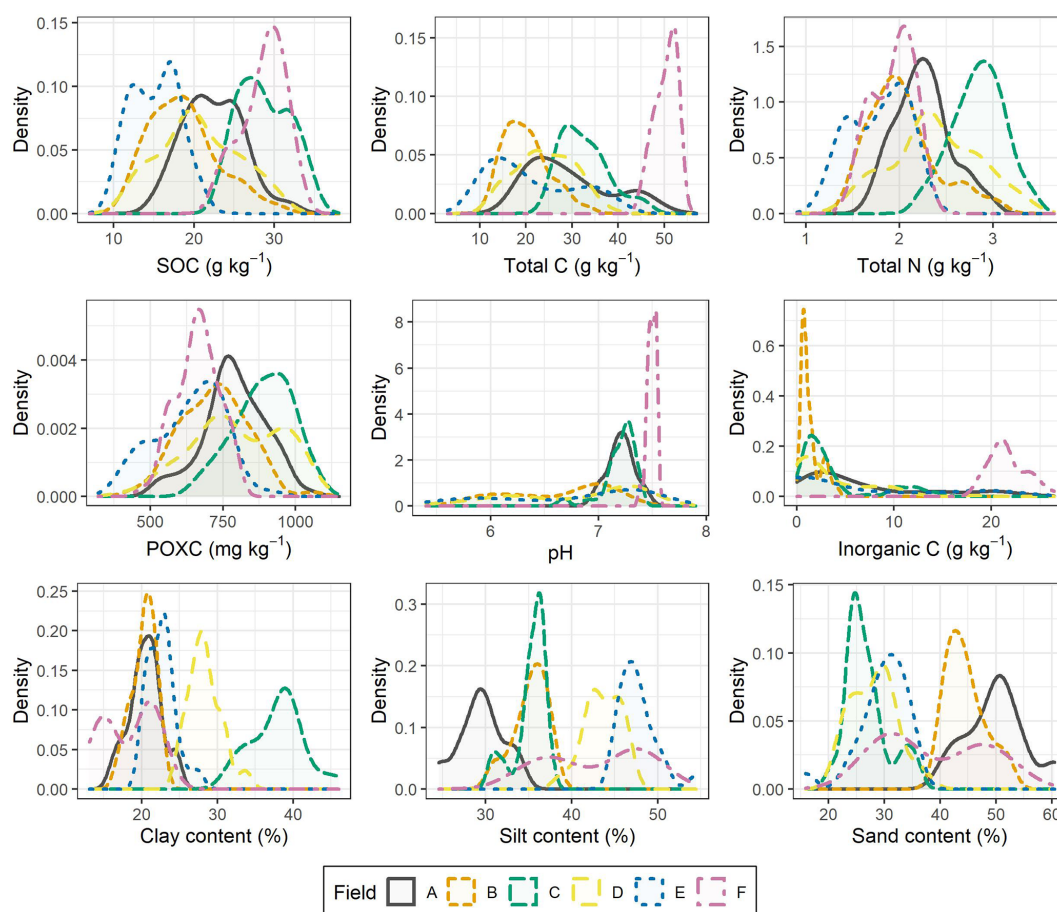 0.15
0.10
0.05
0.00
Density
10 20 30
SOC (g kg⁻¹)
0.15
0.10
0.05
0.00
Density
10 20 30 40 50
Total C (g kg⁻¹)
1.5
1.0
0.5
0.0
Density
1 2 3
Total N (g kg⁻¹)
0.004
0.002
0.000
Density
500 750 1000
POXC (mg kg⁻¹)
8
6
4
2
0
Density
6 7 8
pH
0.6
0.4
0.2
0.0
Density
0 10 20
Inorganic C (g kg⁻¹)
0.25
0.20
0.15
0.10
0.05
0.00
Density
20 30 40
Clay content (%)
0.3
0.2
0.1
0.0
Density
30 40 50
Silt content (%)
0.15
0.10
0.05
0.00
Density
20 30 40 50 60
Sand content (%)
Field A B C D E F